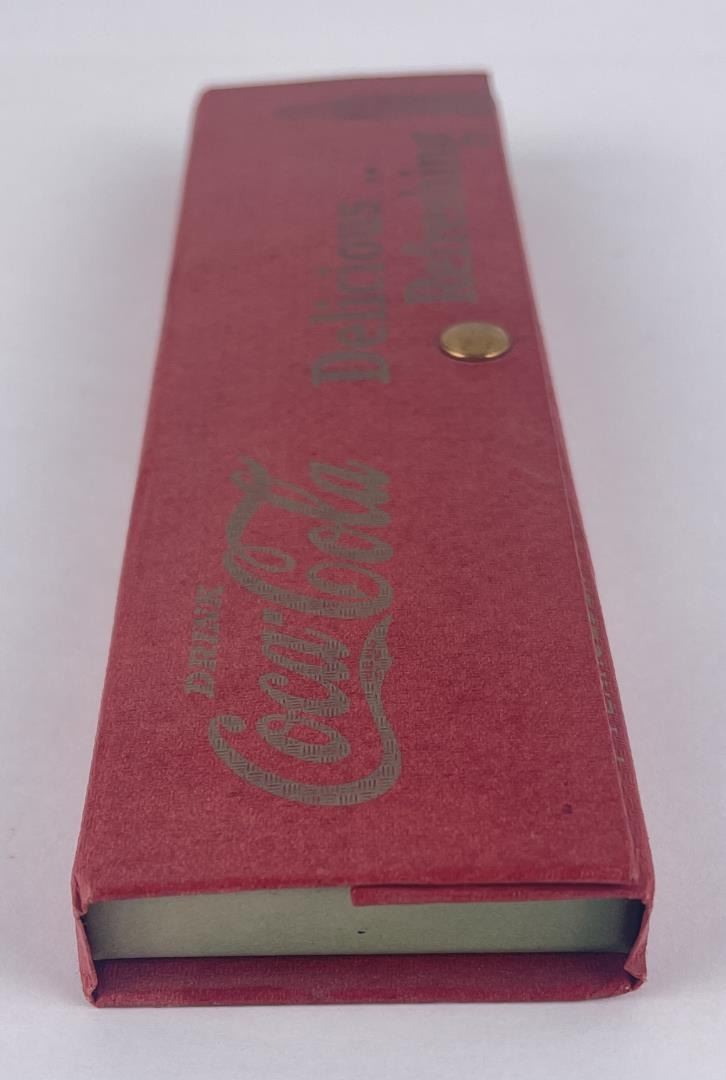 DRINK
Coca-Cola
Delicious..
Refreshing